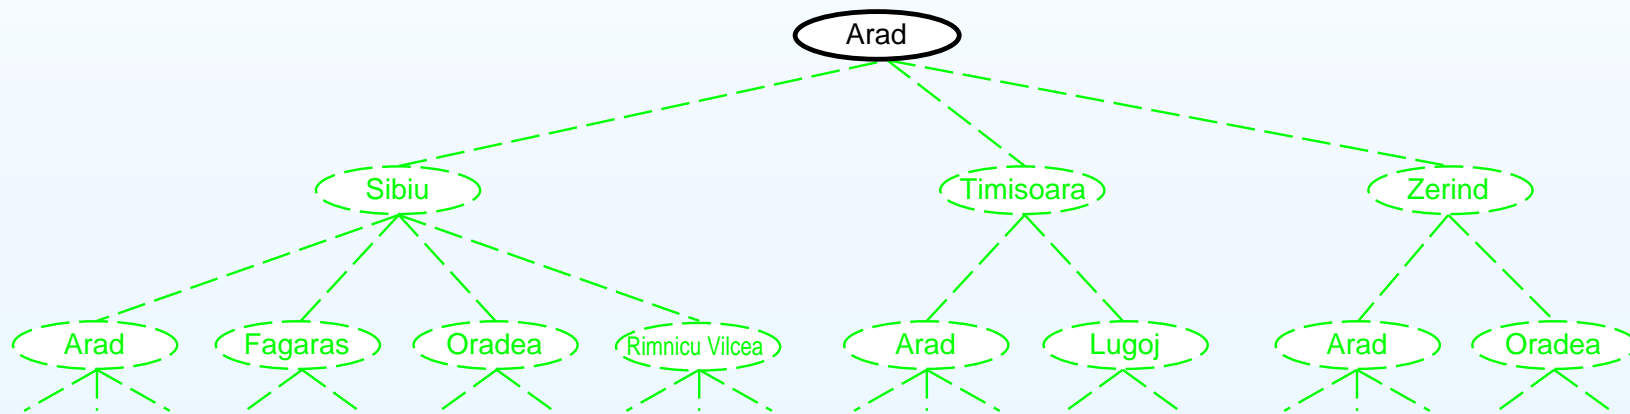 Arad
Sibiu
Timisoara
Zerind
Arad
Fagaras
Oradea
Rimnicu Vilcea
Arad
Lugoj
Arad
Oradea